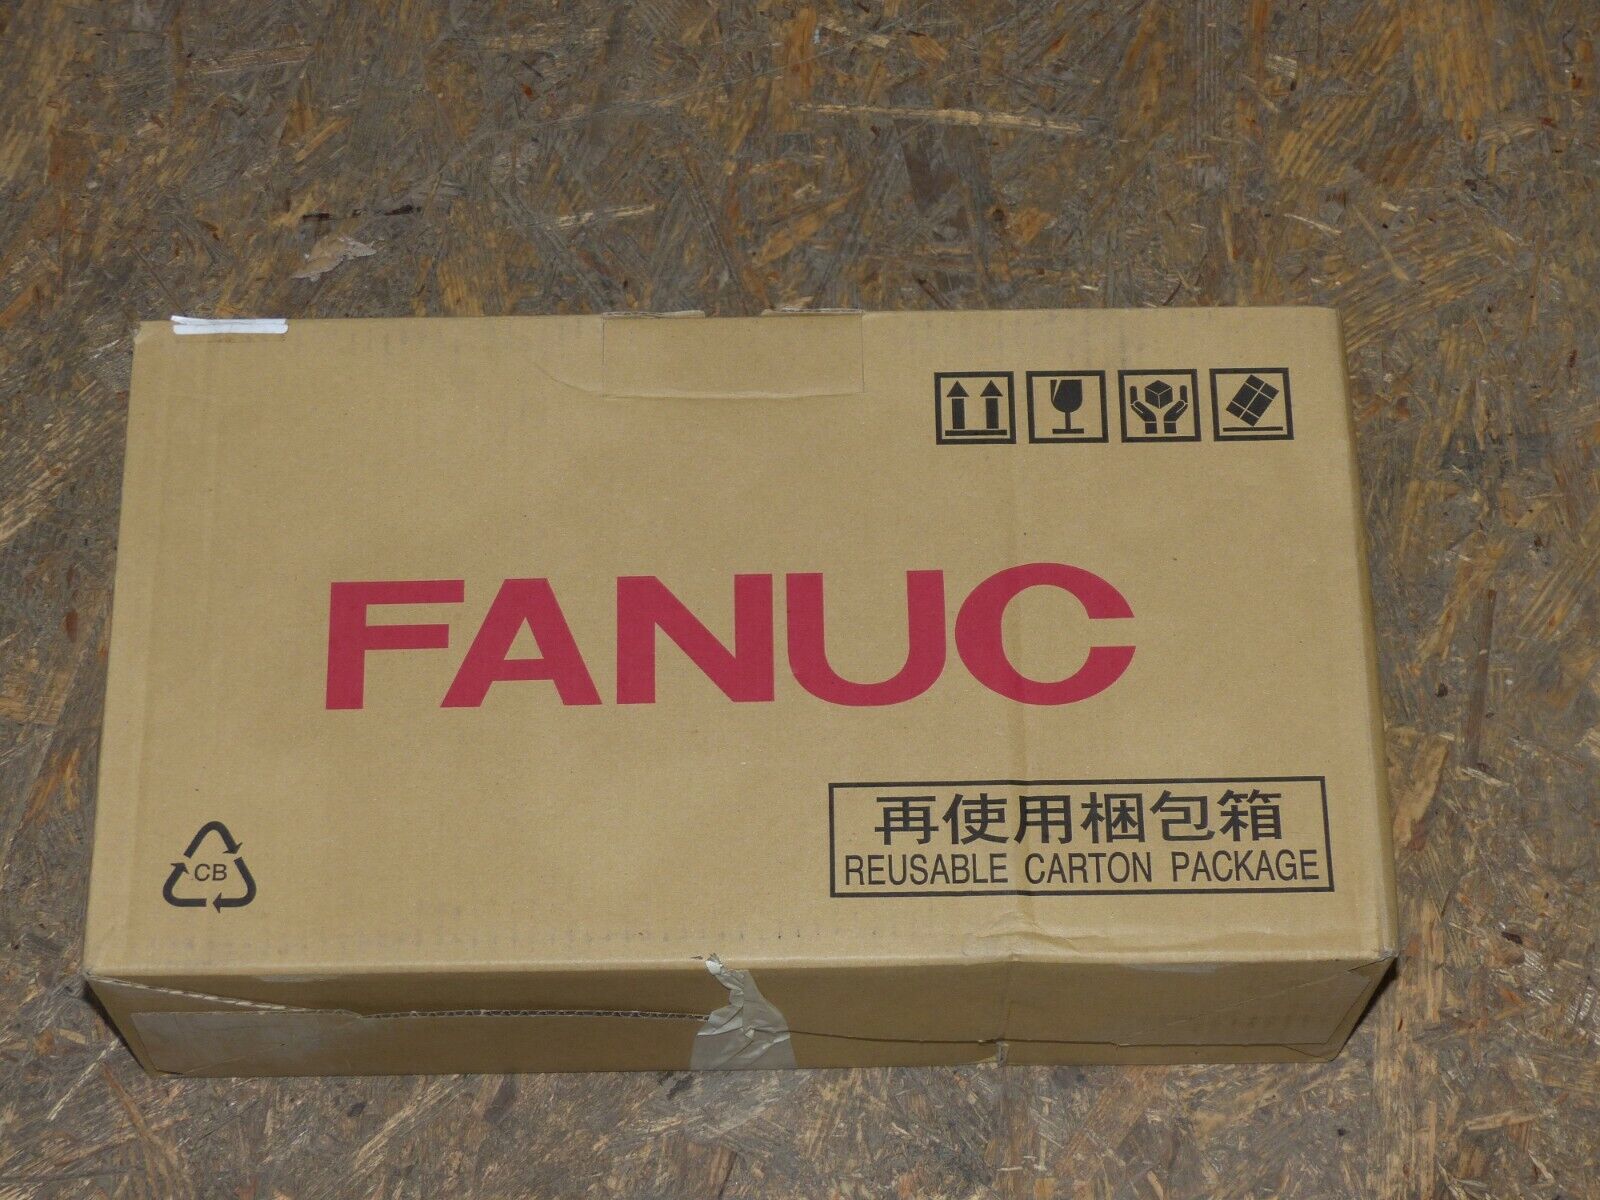 FANUC
CB
再使用梱包箱
REUSABLE CARTON PACKAGE